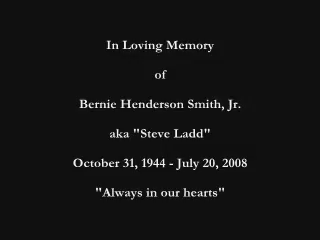 In Loving Memory
of
Bernie Henderson Smith, Jr.
aka "Steve Ladd"
October 31, 1944 - July 20, 2008
"Always in our hearts"